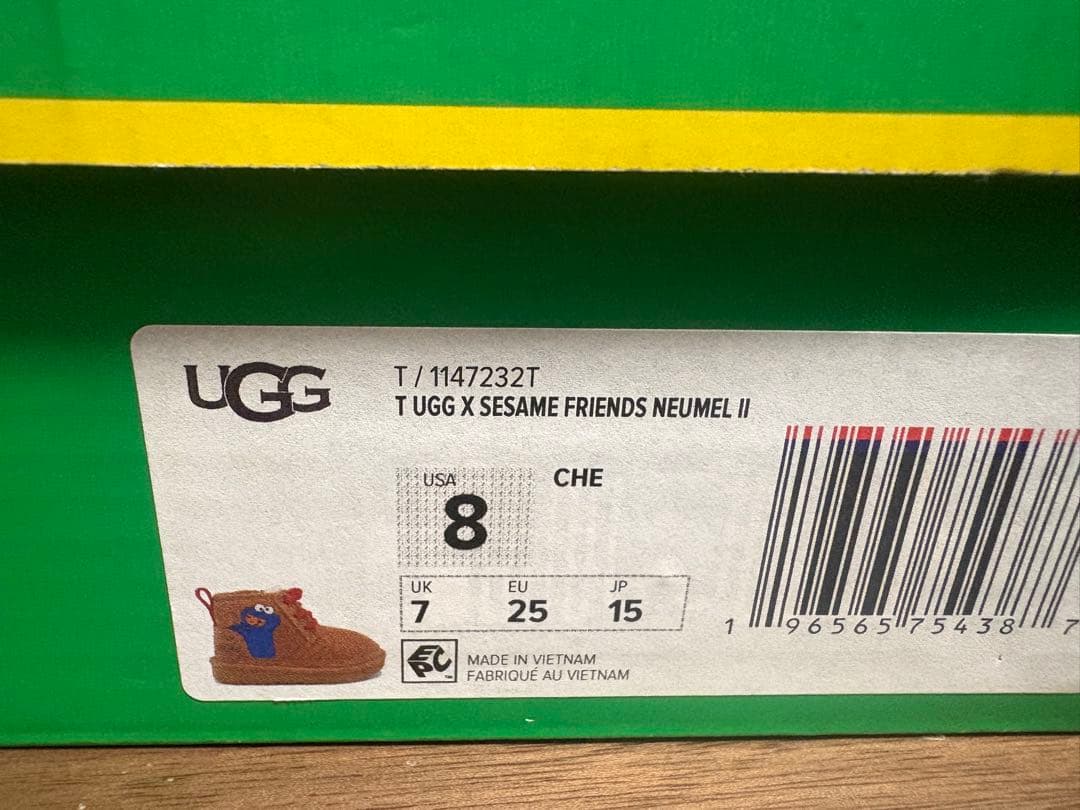 UGG
T / 1147232T
T UGG X SESAME FRIENDS NEUMEL II
USA
8
CHE
UK EU JP
7 25 15
1 96565 75438 7
EPC
MADE IN VIETNAM
FABRIQUÉ AU VIETNAM